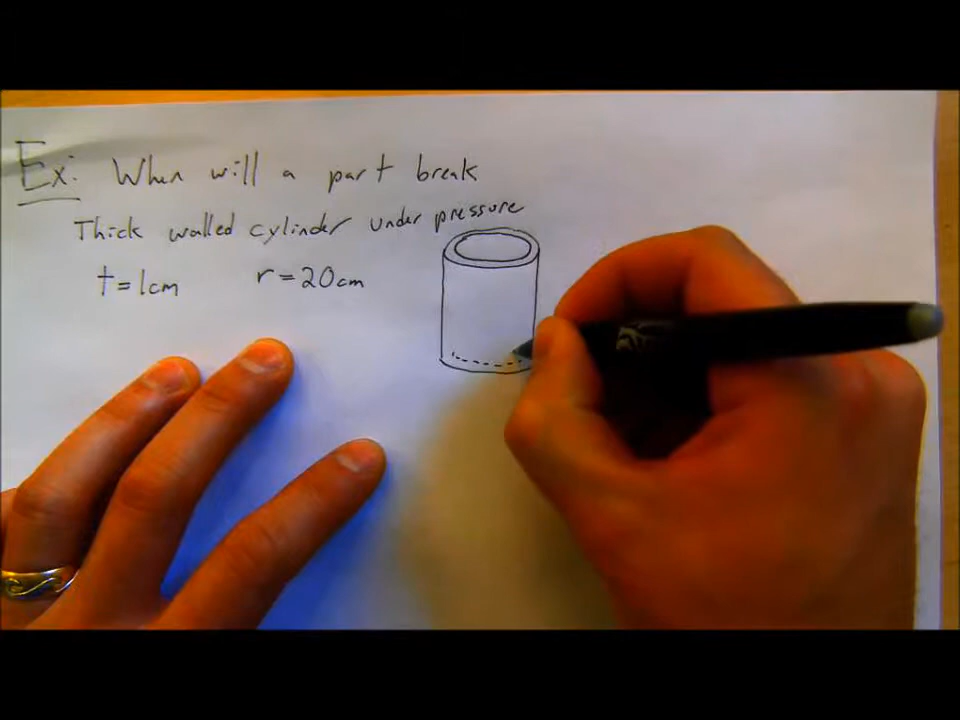 Ex: When will a part break
Thick walled cylinder under pressure
t=1cm r=20cm